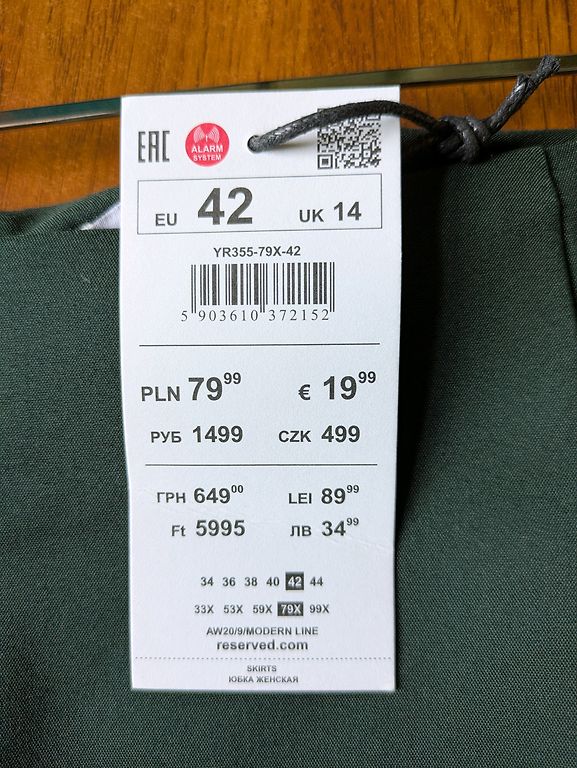 EAC ALARM SYSTEM
EU 42 UK 14
YR355-79X-42
5 903610 372152
PLN 79⁹⁹ € 19⁹⁹
РУБ 1499 CZK 499
ГРН 649⁰⁰ LEI 89⁹⁹
Ft 5995 ЛВ 34⁹⁹
34 36 38 40 42 44
33X 53X 59X 79X 99X
AW20/9/MODERN LINE
reserved.com
SKIRTS
ЮБКА ЖЕНСКАЯ